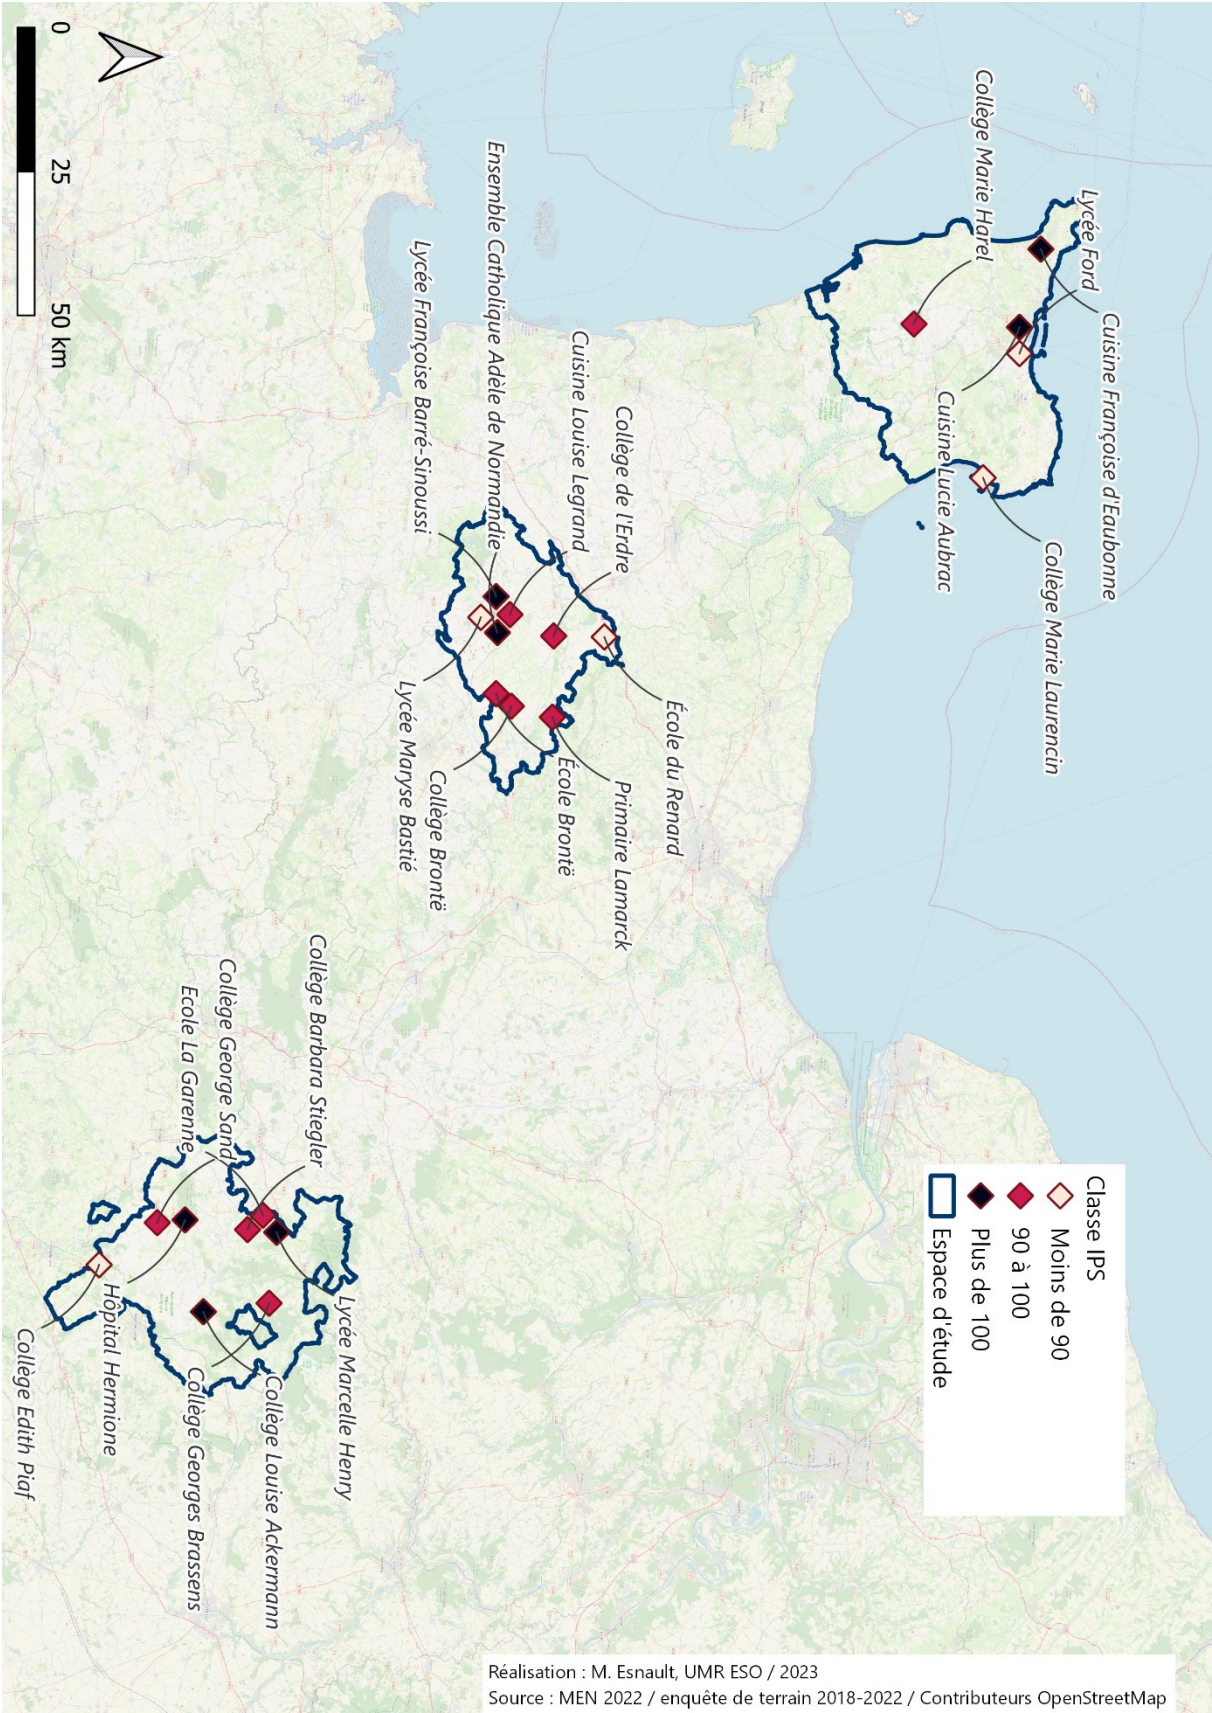 Collège Marie Harel
Lycée Ford
Cuisine Françoise d'Eaubonne
Cuisine Lucie Aubrac
Collège Marie Laurencin
Ensemble Catholique Adèle de Normandie
Lycée Françoise Barré-Sinoussi
Cuisine Louise Legrand
Collège de l'Erdre
École du Renard
Primaire Lamarck
École Brontë
Collège Brontë
Lycée Maryse Bastié
Collège Barbara Stiegler
Collège George Sand
Ecole La Garenne
Lycée Marcelle Henry
Collège Louise Ackermann
Collège Georges Brassens
Hôpital Hermione
Collège Edith Piaf
Classe IPS
Moins de 90
90 à 100
Plus de 100
Espace d'étude
0 25 50 km
Réalisation : M. Esnault, UMR ESO / 2023
Source : MEN 2022 / enquête de terrain 2018-2022 / Contributeurs OpenStreetMap